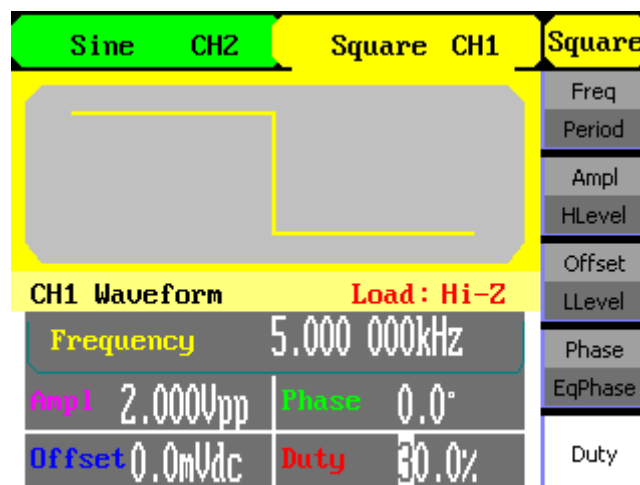 Sine CH2 Square CH1 Square
Freq
Period
Ampl
HLevel
Offset
LLevel
Phase
EqPhase
Duty
CH1 Waveform Load: Hi-Z
Frequency 5.000 000kHz
Ampl 2.000Vpp Phase 0.0°
Offset 0.0mVdc Duty 30.0%